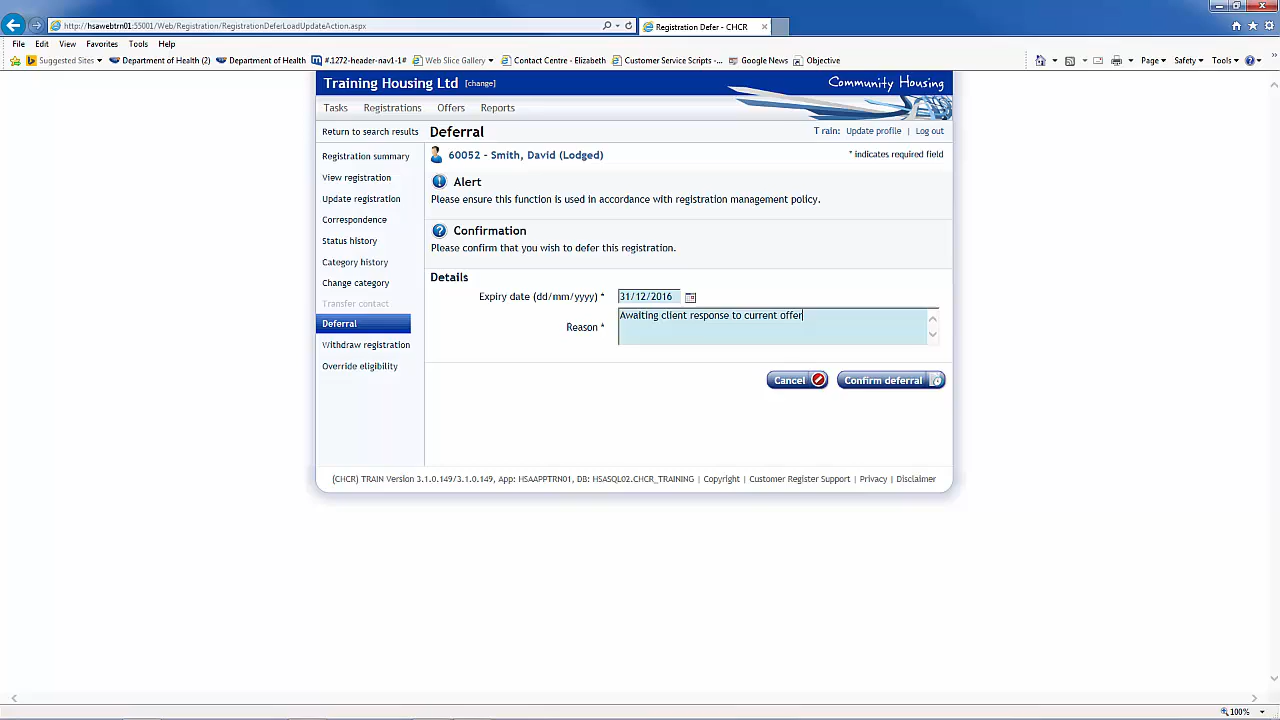 http://hsawebtrn01:55001/Web/Registration/RegistrationDeferLoadUpdateAction.aspx
Registration Defer - CHCR
File Edit View Favorites Tools Help
Suggested Sites Department of Health (2) Department of Health #.1272-header-nav1-1# Web Slice Gallery Contact Centre - Elizabeth Customer Service Scripts -... Google News Objective Page Safety Tools
Training Housing Ltd [change] Community Housing
Tasks Registrations Offers Reports
Return to search results Deferral T rain: Update profile | Log out
60052 - Smith, David (Lodged) * indicates required field
Registration summary
View registration
Update registration
Correspondence
Status history
Category history
Change category
Transfer contact
Deferral
Withdraw registration
Override eligibility
Alert
Please ensure this function is used in accordance with registration management policy.
Confirmation
Please confirm that you wish to defer this registration.
Details
Expiry date (dd/mm/yyyy) * 31/12/2016
Reason * Awaiting client response to current offer
Cancel Confirm deferral
(CHCR) TRAIN Version 3.1.0.149/3.1.0.149, App: HSAAPPTRN01, DB: HSASQL02.CHCR_TRAINING | Copyright | Customer Register Support | Privacy | Disclaimer
100%